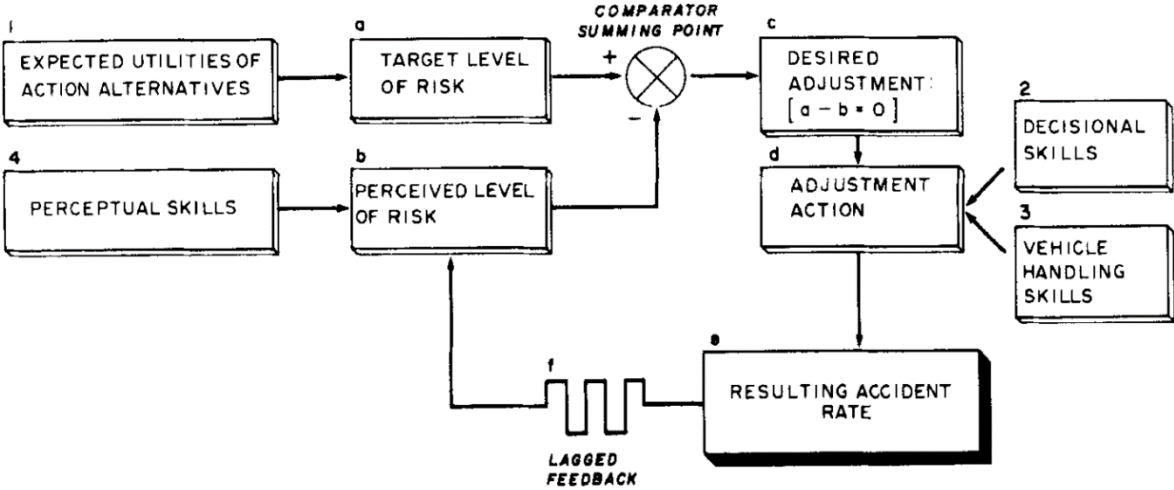 1
EXPECTED UTILITIES OF
ACTION ALTERNATIVES
a
TARGET LEVEL
OF RISK
COMPARATOR
SUMMING POINT
+
−
c
DESIRED
ADJUSTMENT:
[a - b = 0]
2
DECISIONAL
SKILLS
4
PERCEPTUAL SKILLS
b
PERCEIVED LEVEL
OF RISK
d
ADJUSTMENT
ACTION
3
VEHICLE
HANDLING
SKILLS
e
RESULTING ACCIDENT
RATE
f
LAGGED
FEEDBACK